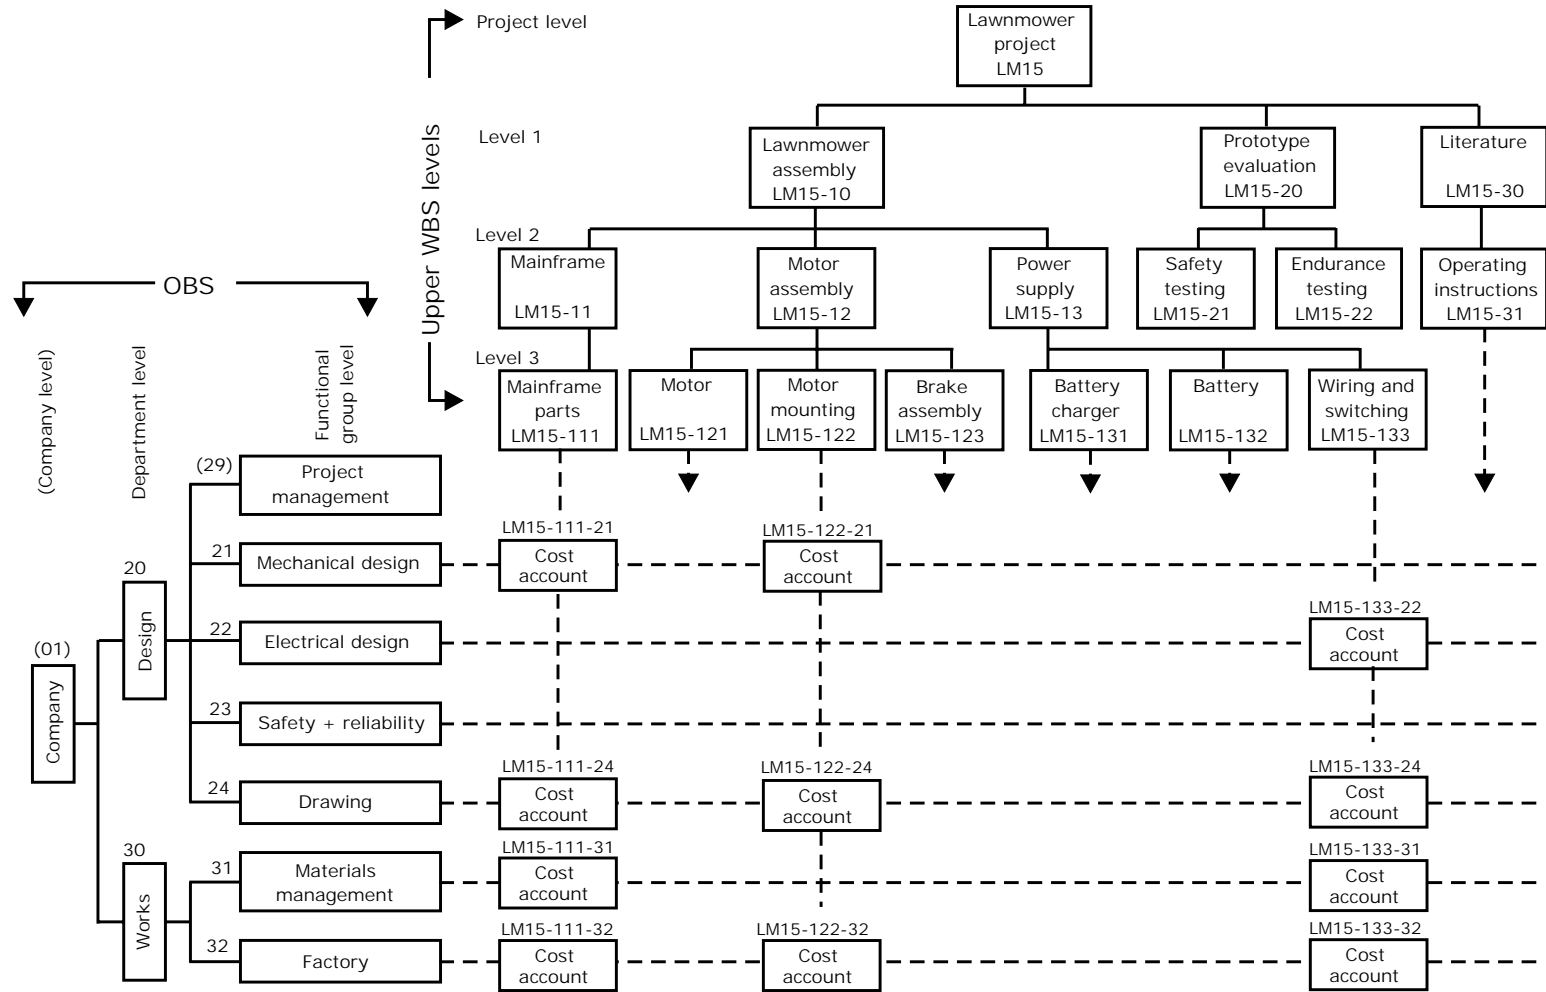 Project level
Lawnmower
project
LM15
Upper WBS levels
Level 1
Lawnmower
assembly
LM15-10
Prototype
evaluation
LM15-20
Literature
LM15-30
Level 2
Mainframe
LM15-11
Motor
assembly
LM15-12
Power
supply
LM15-13
Safety
testing
LM15-21
Endurance
testing
LM15-22
Operating
instructions
LM15-31
OBS
(Company level)
Department level
Functional
group level
Level 3
Mainframe
parts
LM15-111
Motor
LM15-121
Motor
mounting
LM15-122
Brake
assembly
LM15-123
Battery
charger
LM15-131
Battery
LM15-132
Wiring and
switching
LM15-133
(29)
Project
management
21
Mechanical design
LM15-111-21
Cost
account
LM15-122-21
Cost
account
20
Design
22
Electrical design
LM15-133-22
Cost
account
(01)
Company
23
Safety + reliability
24
Drawing
LM15-111-24
Cost
account
LM15-122-24
Cost
account
LM15-133-24
Cost
account
30
Works
31
Materials
management
LM15-111-31
Cost
account
LM15-133-31
Cost
account
32
Factory
LM15-111-32
Cost
account
LM15-122-32
Cost
account
LM15-133-32
Cost
account